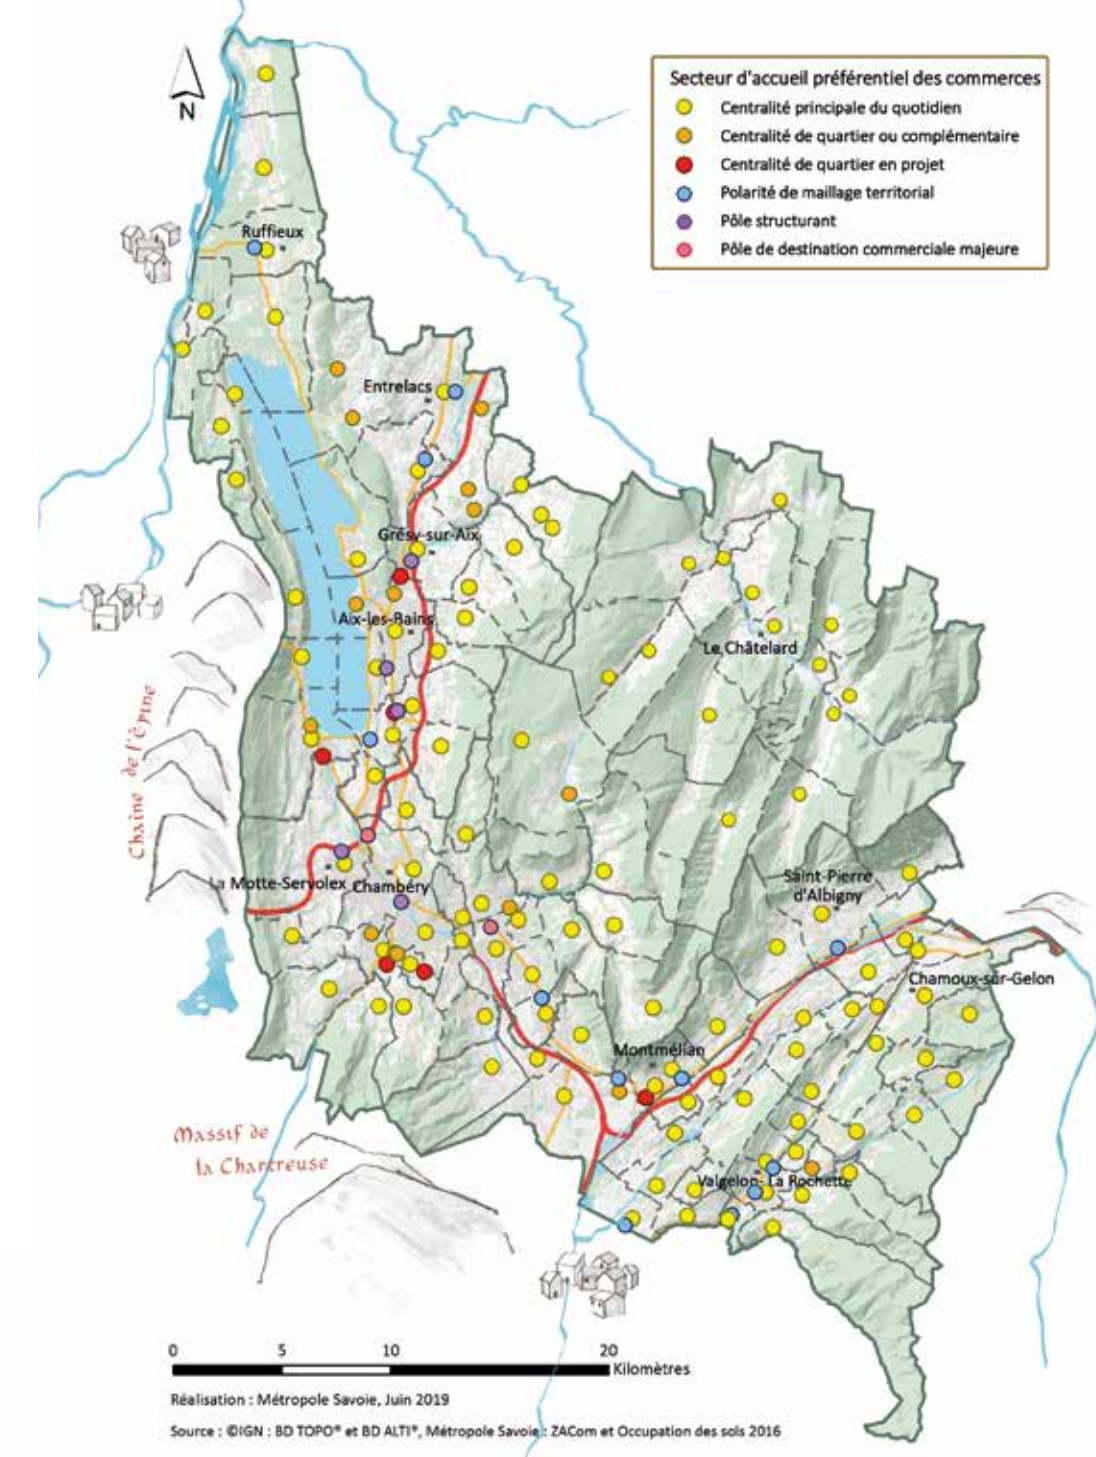 Secteur d'accueil préférentiel des commerces
Centralité principale du quotidien
Centralité de quartier ou complémentaire
Centralité de quartier en projet
Polarité de maillage territorial
Pôle structurant
Pôle de destination commerciale majeure
N
Ruffieux
Entrelacs
Grésy-sur-Aix
Aix-les-Bains
Le Châtelard
Chaîne de l'Épine
La Motte-Servolex
Chambéry
Saint-Pierre
d'Albigny
Chamoux-sur-Gelon
Montmélian
Massif de
la Chartreuse
Valgelon- La Rochette
0 5 10 20
Kilomètres
Réalisation : Métropole Savoie, Juin 2019
Source : ©IGN : BD TOPO® et BD ALTI®, Métropole Savoie : ZACom et Occupation des sols 2016